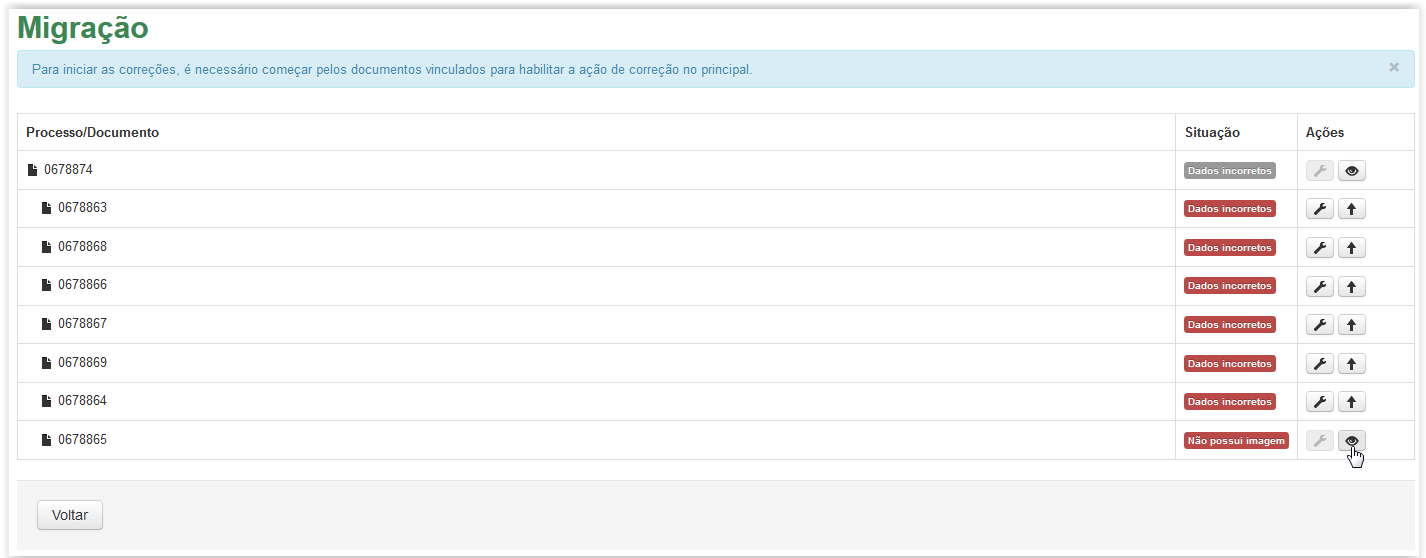 Migração
Para iniciar as correções, é necessário começar pelos documentos vinculados para habilitar a ação de correção no principal. ×
Processo/Documento Situação Ações
0678874 Dados incorretos
0678863 Dados incorretos
0678868 Dados incorretos
0678866 Dados incorretos
0678867 Dados incorretos
0678869 Dados incorretos
0678864 Dados incorretos
0678865 Não possui imagem
Voltar